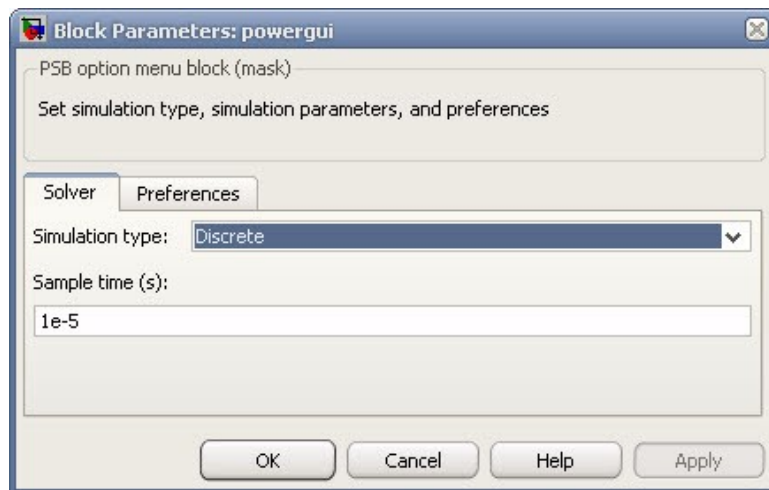 Block Parameters: powergui
PSB option menu block (mask)
Set simulation type, simulation parameters, and preferences
Solver Preferences
Simulation type: Discrete
Sample time (s):
1e-5
OK Cancel Help Apply